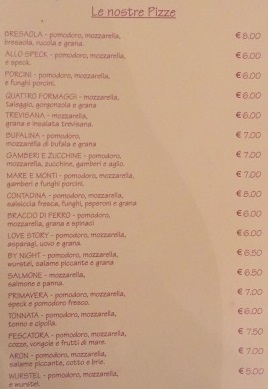 Le nostre Pizze
BRESAOLA - pomodoro, mozzarella, € 8.00
bresaola, rucola e grana.
ALLO SPECK - pomodoro, mozzarella, € 6.00
e speck.
PORCINI - pomodoro, mozzarella, € 6.00
e funghi porcini.
QUATTRO FORMAGGI - mozzarella, € 6.00
taleggio, gorgonzola e grana
TREVISANA - mozzarella, € 6.00
grana e insalata trevisana.
BUFALINA - pomodoro, € 7.00
mozzarella di bufala e grana
GAMBERI E ZUCCHINE - pomodoro, € 7.00
mozzarella, zucchine, gamberi e aglio.
MARE E MONTI - pomodoro, mozzarella, € 7.00
gamberi e funghi porcini.
CONTADINA - pomodoro, mozzarella, € 8.00
salsiccia fresca, funghi, peperoni e grana
BRACCIO DI FERRO - pomodoro, € 6.00
mozzarella, grana e spinaci
LOVE STORY - pomodoro, mozzarella, € 6.00
asparagi, uovo e grana.
BY NIGHT - pomodoro, mozzarella, € 6.50
wurstel, salame piccante e grana
SALMONE - mozzarella, € 6.50
salmone e panna.
PRIMAVERA - pomodoro, mozzarella, € 7.00
speck e pomodoro fresco.
TONNATA - pomodoro, mozzarella, € 6.00
tonno e cipolla.
PESCATORA - pomodoro, mozzarella, € 7.50
cozze, vongole e frutti di mare.
ARON - pomodoro, mozzarella, € 7.00
salame piccante, cotto e brie.
WURSTEL - pomodoro, mozzarella, € 5.00
e wurstel.